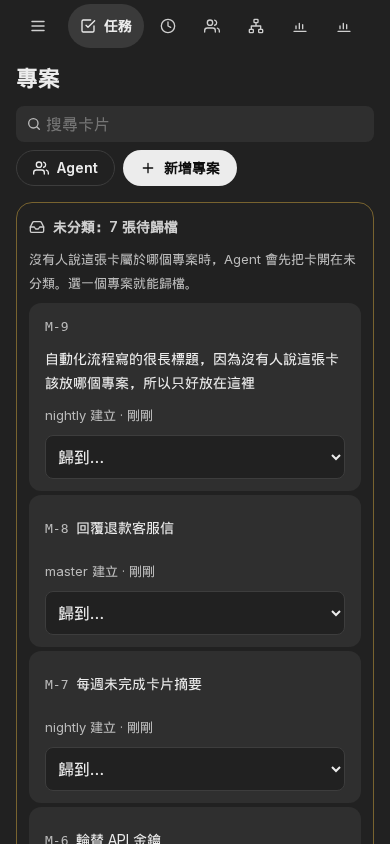 任務
專案
搜尋卡片
Agent
新增專案
未分類：7 張待歸檔
沒有人說這張卡屬於哪個專案時，Agent 會先把卡開在未
分類。選一個專案就能歸檔。
M-9
自動化流程寫的很長標題，因為沒有人說這張卡
該放哪個專案，所以只好放在這裡
nightly 建立 · 剛剛
歸到…
M-8 回覆退款客服信
master 建立 · 剛剛
歸到…
M-7 每週未完成卡片摘要
nightly 建立 · 剛剛
歸到…
M-6 輪替 API 金鑰